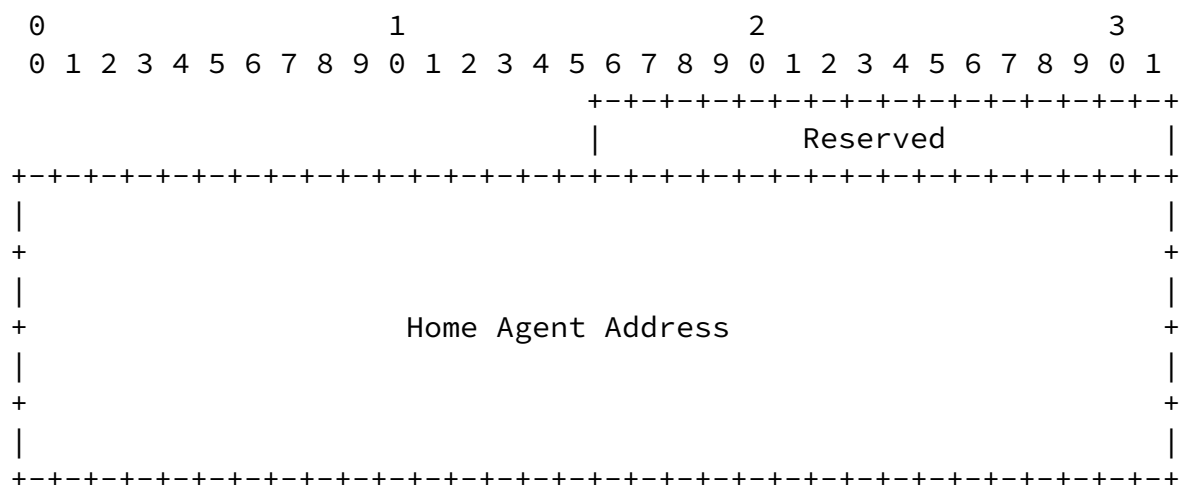 0                   1                   2                   3
 0 1 2 3 4 5 6 7 8 9 0 1 2 3 4 5 6 7 8 9 0 1 2 3 4 5 6 7 8 9 0 1
                                +-+-+-+-+-+-+-+-+-+-+-+-+-+-+-+-+
                                |           Reserved            |
+-+-+-+-+-+-+-+-+-+-+-+-+-+-+-+-+-+-+-+-+-+-+-+-+-+-+-+-+-+-+-+-+
|                                                               |
+                                                               +
|                                                               |
+                     Home Agent Address                        +
|                                                               |
+                                                               +
|                                                               |
+-+-+-+-+-+-+-+-+-+-+-+-+-+-+-+-+-+-+-+-+-+-+-+-+-+-+-+-+-+-+-+-+